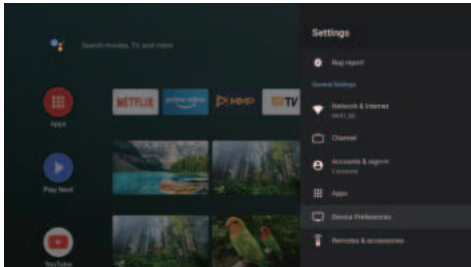 Search movies, TV, and more
Apps
NETFLIX
prime video
MMP
TV
Play Next
YouTube
Settings
Bug report
General Settings
Network & Internet
Channel
Accounts & sign-in
Apps
Device Preferences
Remotes & accessories